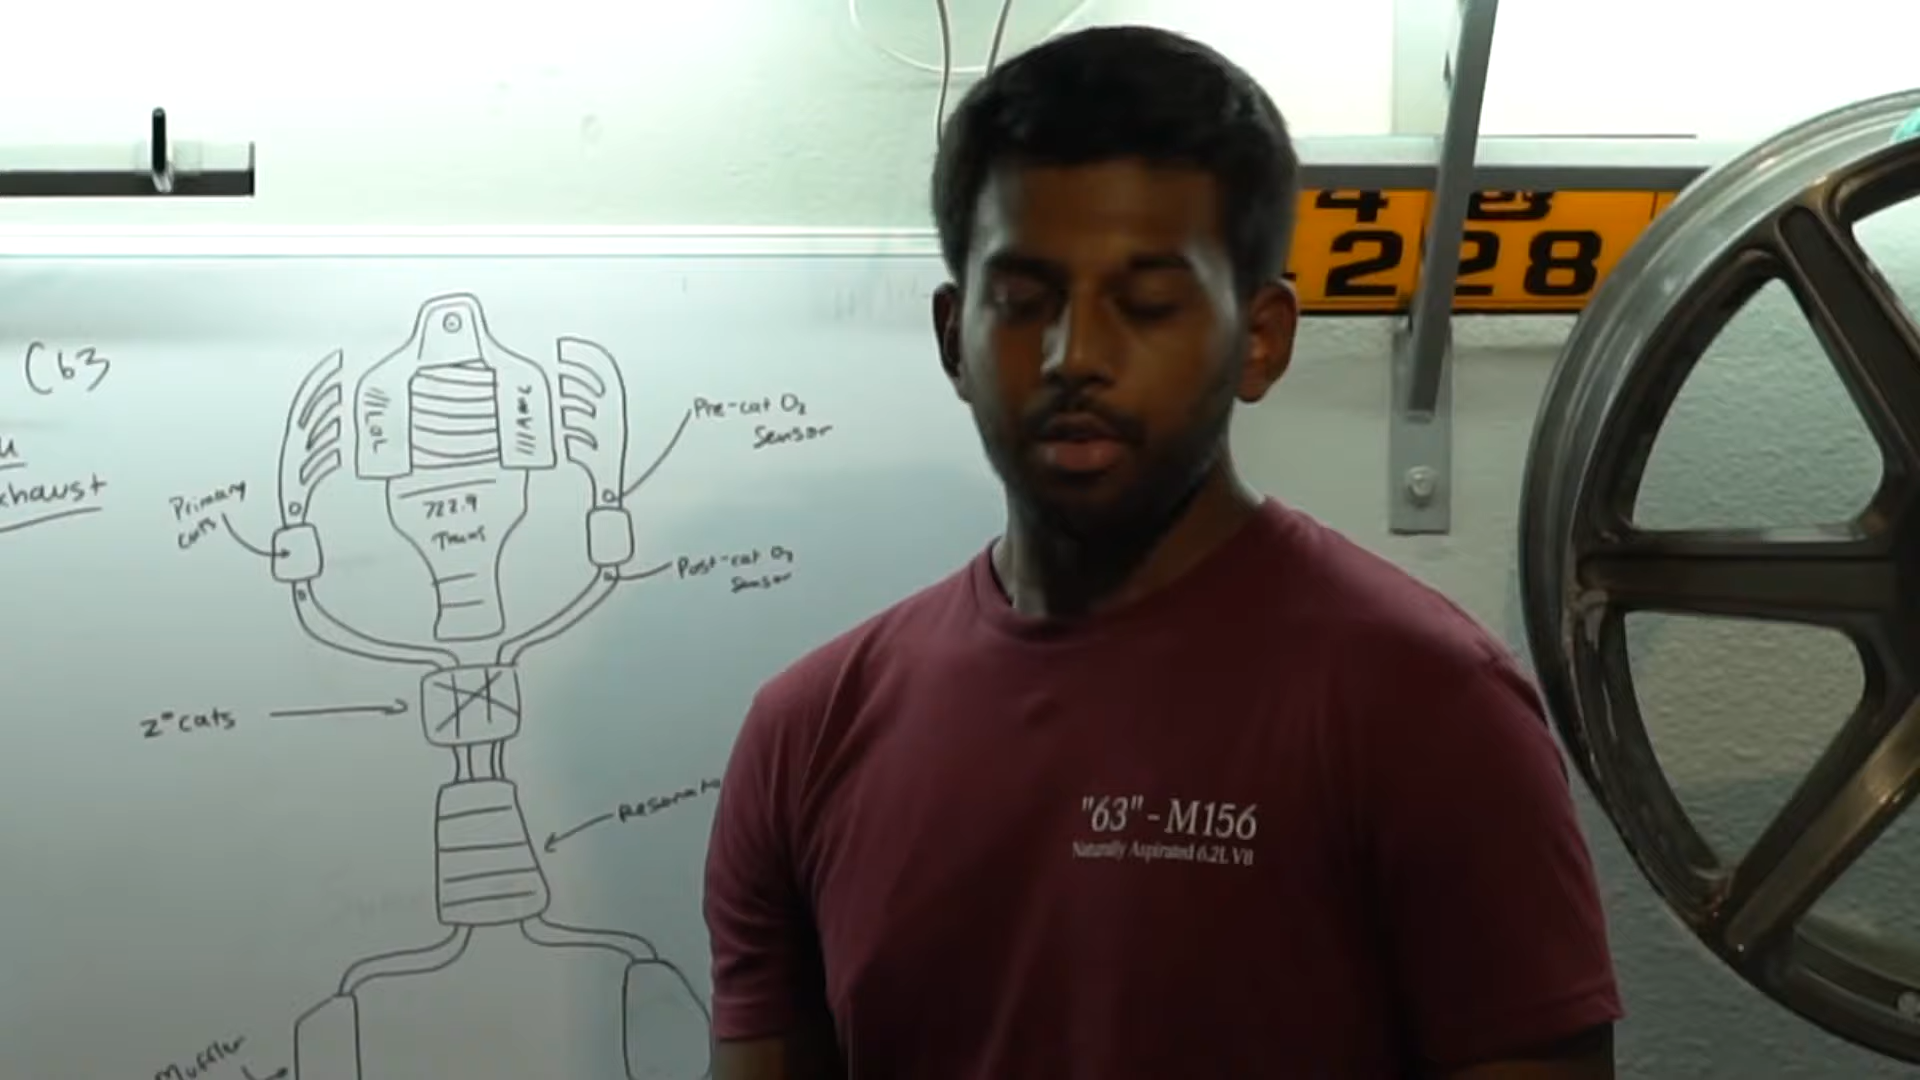 C63
xhaust
Primary
cats
722.9
Trans
Pre-cat O2
Sensor
Post-cat O2
Sensor
2° cats
Resonato
Muffler
4
228
"63" - M156
Naturally Aspirated 6.2L V8